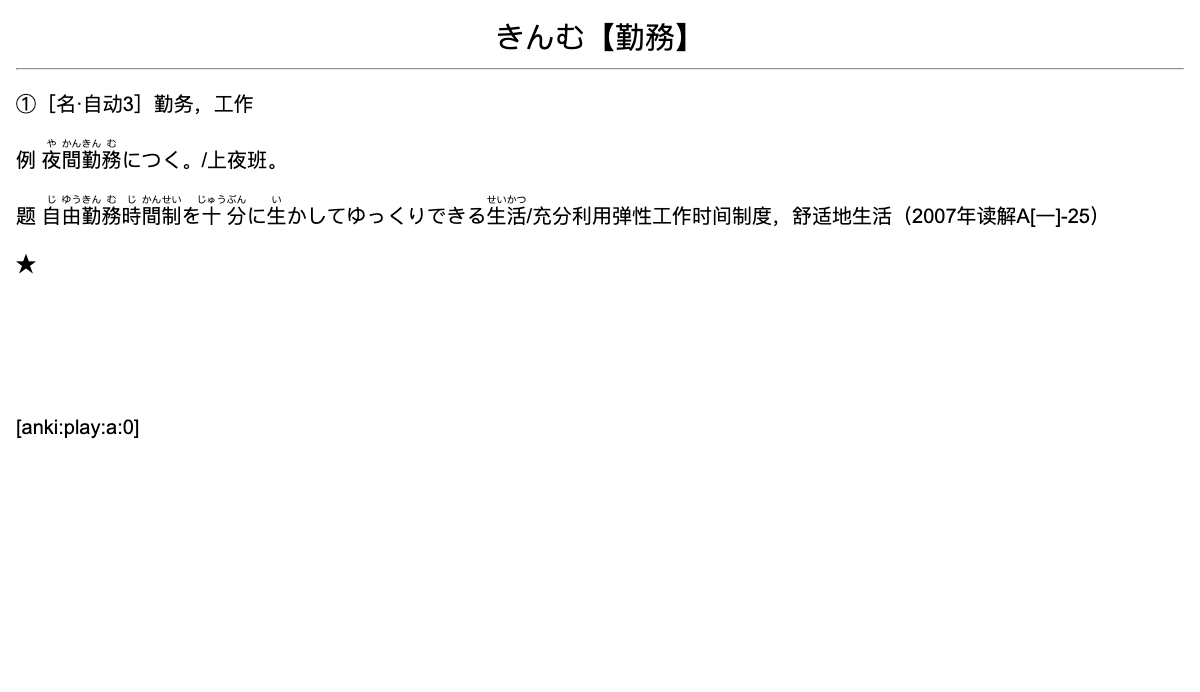 きんむ【勤務】
①［名·自动3］勤务，工作
例 夜間勤務につく。/上夜班。
题 自由勤務時間制を十分に生かしてゆっくりできる生活/充分利用弹性工作时间制度，舒适地生活（2007年读解A[一]-25）
★
[anki:play:a:0]